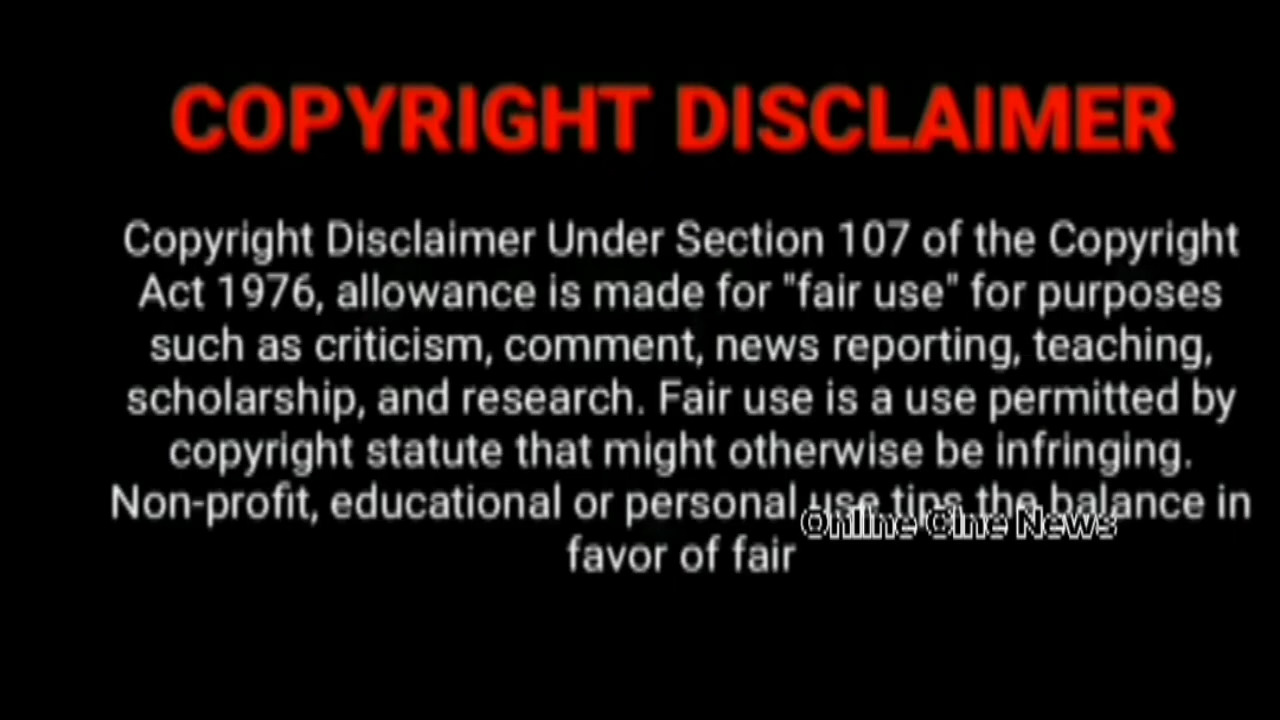 COPYRIGHT DISCLAIMER
Copyright Disclaimer Under Section 107 of the Copyright
Act 1976, allowance is made for "fair use" for purposes
such as criticism, comment, news reporting, teaching,
scholarship, and research. Fair use is a use permitted by
copyright statute that might otherwise be infringing.
Non-profit, educational or personal use tips the balance in
favor of fair
Online Cine News